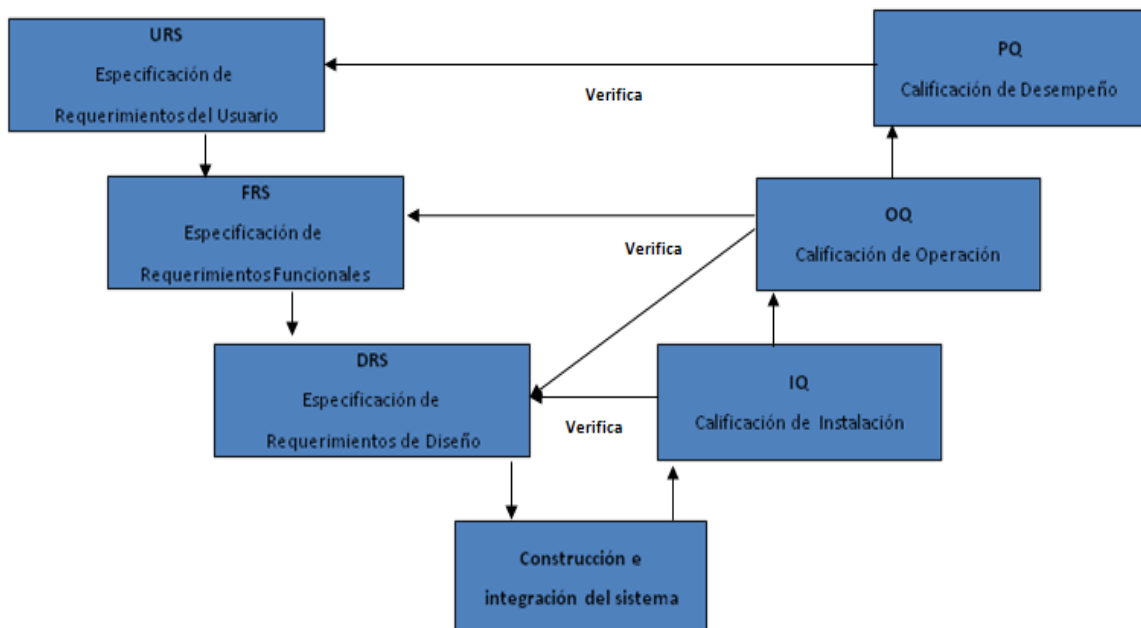 URS
Especificación de
Requerimientos del Usuario
PQ
Calificación de Desempeño
Verifica
FRS
Especificación de
Requerimientos Funcionales
OQ
Calificación de Operación
Verifica
DRS
Especificación de
Requerimientos de Diseño
IQ
Calificación de Instalación
Verifica
Construcción e
integración del sistema